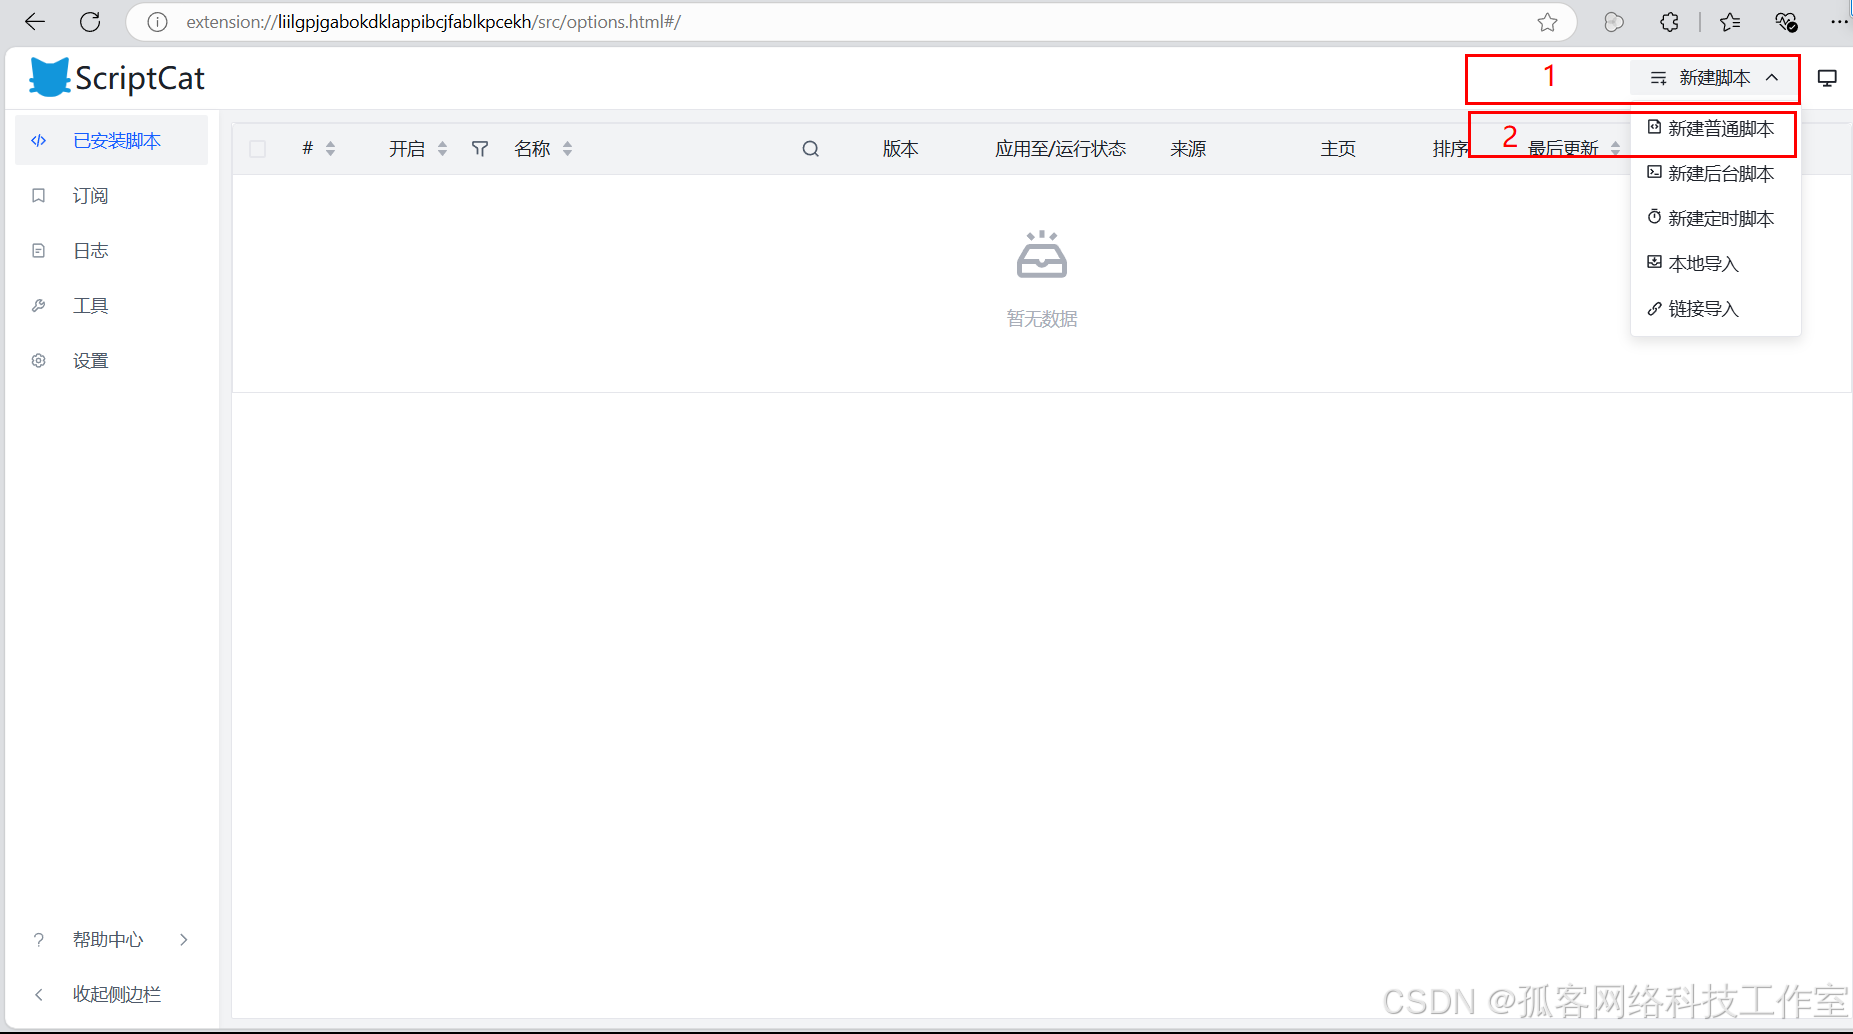 extension://liilgpjgabokdklappibcjfablkpcekh/src/options.html#/
ScriptCat
1
新建脚本
已安装脚本
# 开启 名称 版本 应用至/运行状态 来源 主页 排序 最后更新
2 新建普通脚本
新建后台脚本
新建定时脚本
本地导入
链接导入
订阅
日志
工具
设置
暂无数据
? 帮助中心
收起侧边栏
CSDN @孤客网络科技工作室